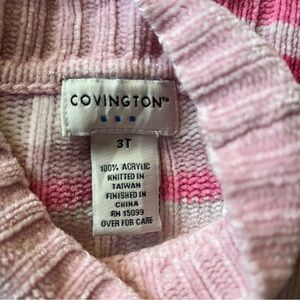 COVINGTON™
3T
100% ACRYLIC
KNITTED IN
TAIWAN
FINISHED IN
CHINA
RN 15099
OVER FOR CARE